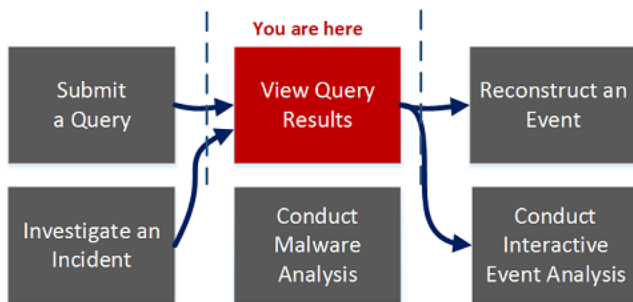 You are here
Submit
a Query
View Query
Results
Reconstruct an
Event
Investigate an
Incident
Conduct
Malware
Analysis
Conduct
Interactive
Event Analysis